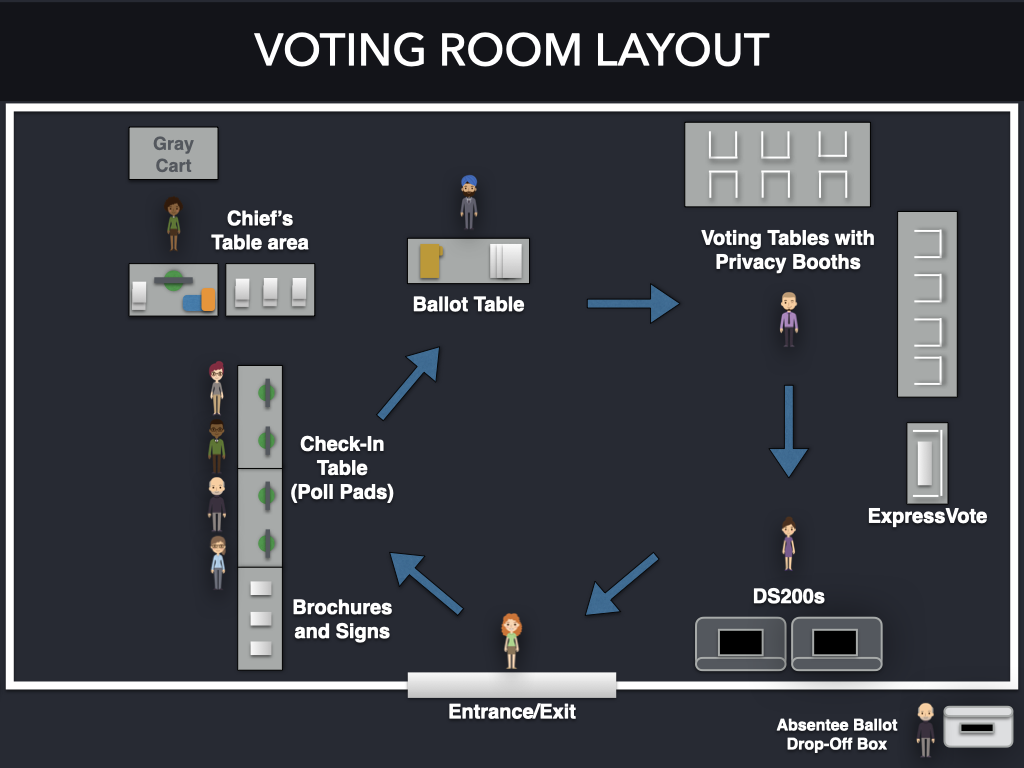 VOTING ROOM LAYOUT
Gray
Cart
Chief's
Table area
Ballot Table
Voting Tables with
Privacy Booths
Check-In
Table
(Poll Pads)
ExpressVote
DS200s
Brochures
and Signs
Entrance/Exit
Absentee Ballot
Drop-Off Box